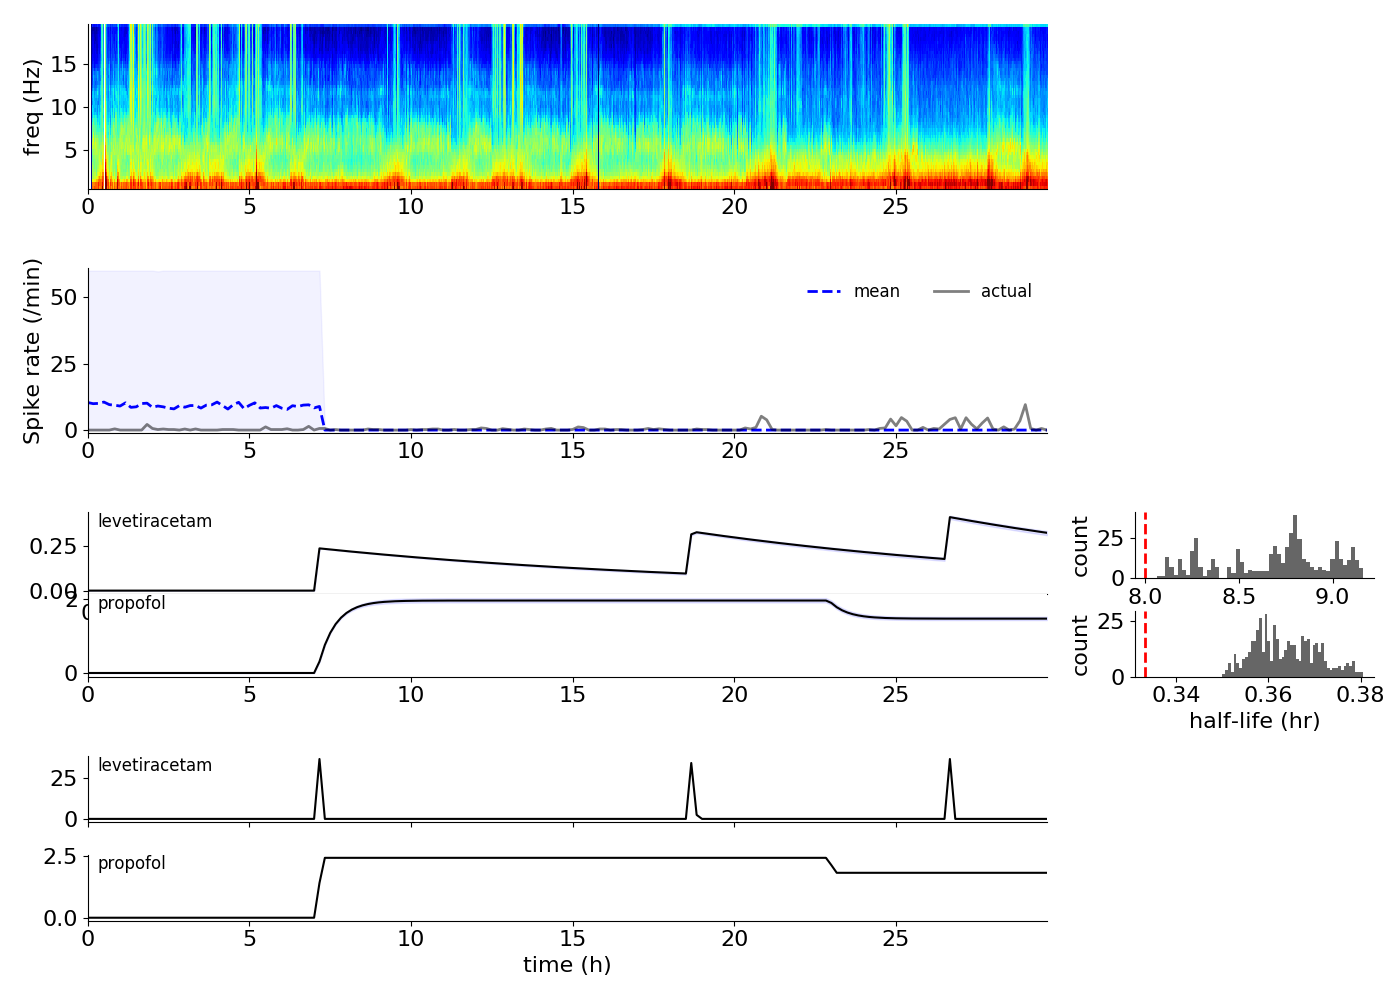 freq (Hz)
15
10
5
0 5 10 15 20 25
Spike rate (/min)
50
25
0
mean
actual
0 5 10 15 20 25
levetiracetam
0.25
0.00
0
propofol
2
0
0 5 10 15 20 25
count
25
0
8.0 8.5 9.0
count
25
0
0.34 0.36 0.38
half-life (hr)
levetiracetam
25
0
propofol
2.5
0.0
0 5 10 15 20 25
time (h)